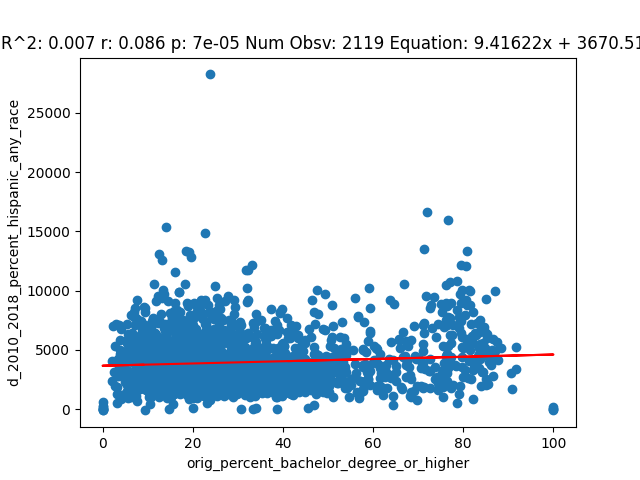 R^2: 0.007 r: 0.086 p: 7e-05 Num Obsv: 2119 Equation: 9.41622x + 3670.51
d_2010_2018_percent_hispanic_any_race
25000
20000
15000
10000
5000
0
0 20 40 60 80 100
orig_percent_bachelor_degree_or_higher